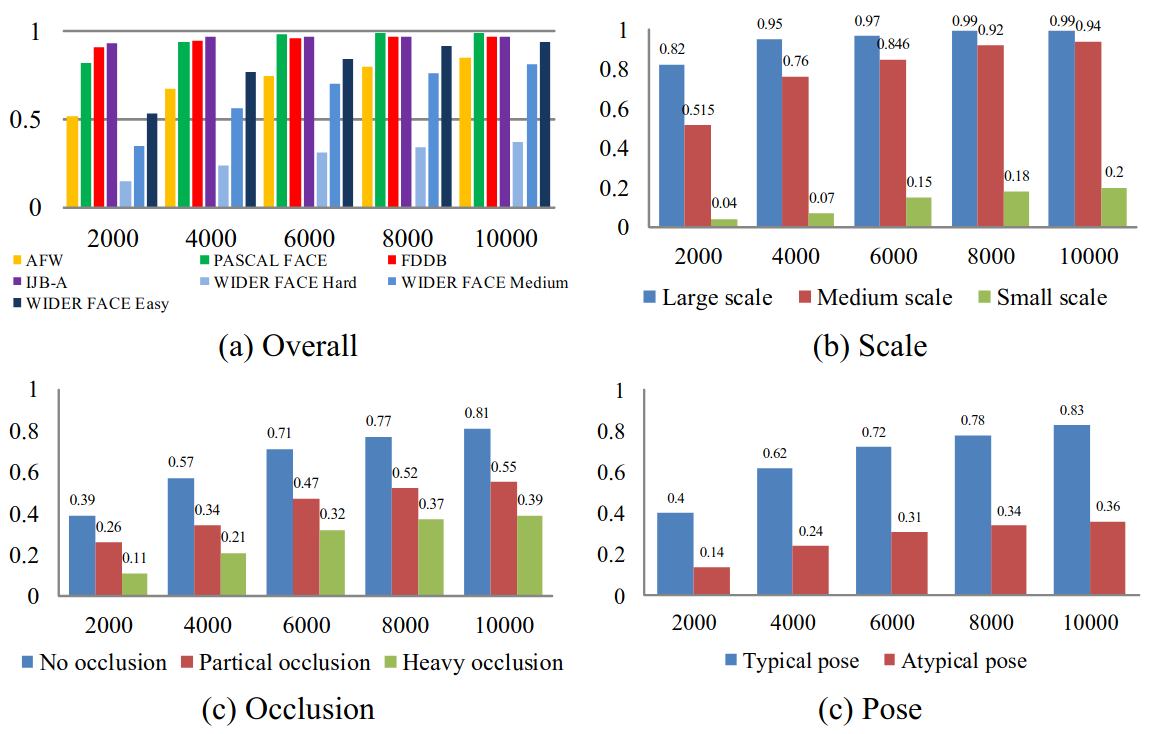 1
0.5
0
2000 4000 6000 8000 10000
AFW PASCAL FACE FDDB
IJB-A WIDER FACE Hard WIDER FACE Medium
WIDER FACE Easy
(a) Overall
1
0.8
0.6
0.4
0.2
0
0.82 0.515 0.04
0.95 0.76 0.07
0.97 0.846 0.15
0.99 0.92 0.18
0.99 0.94 0.2
2000 4000 6000 8000 10000
Large scale Medium scale Small scale
(b) Scale
1
0.8
0.6
0.4
0.2
0
0.39 0.26 0.11
0.57 0.34 0.21
0.71 0.47 0.32
0.77 0.52 0.37
0.81 0.55 0.39
2000 4000 6000 8000 10000
No occlusion Partical occlusion Heavy occlusion
(c) Occlusion
1
0.8
0.6
0.4
0.2
0
0.4 0.14
0.62 0.24
0.72 0.31
0.78 0.34
0.83 0.36
2000 4000 6000 8000 10000
Typical pose Atypical pose
(c) Pose